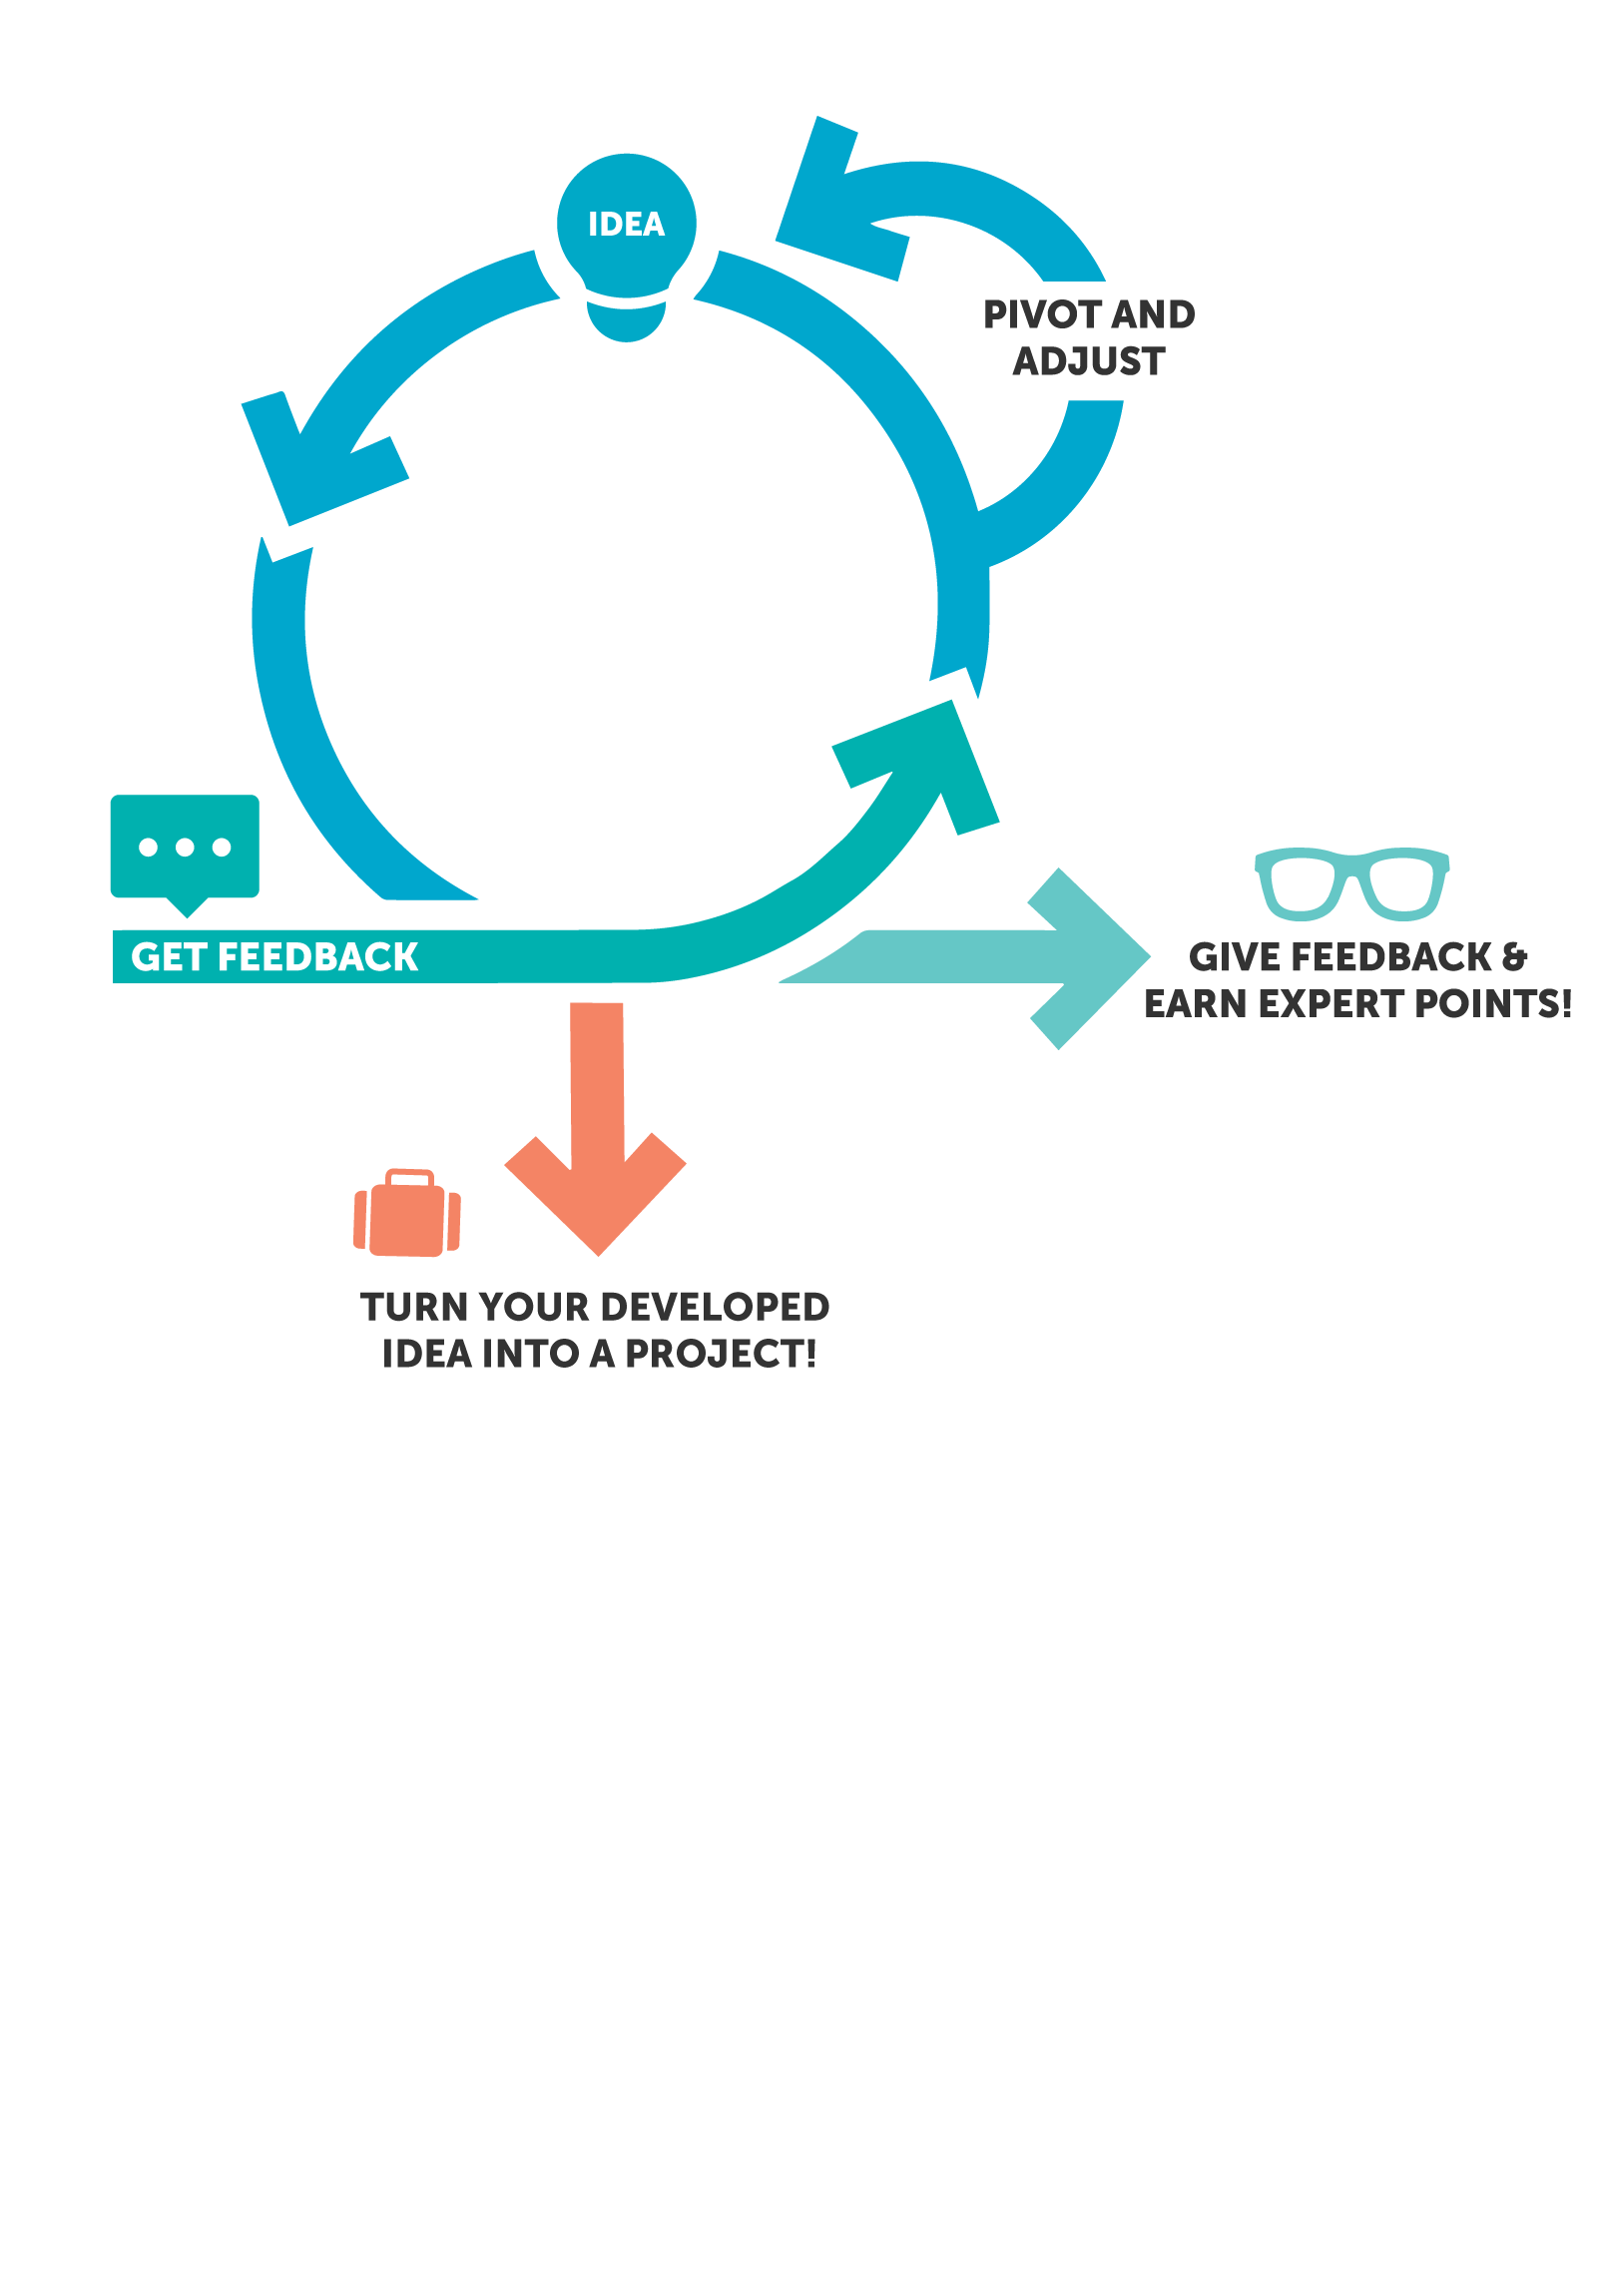 IDEA
PIVOT AND
ADJUST
GET FEEDBACK
GIVE FEEDBACK &
EARN EXPERT POINTS!
TURN YOUR DEVELOPED
IDEA INTO A PROJECT!